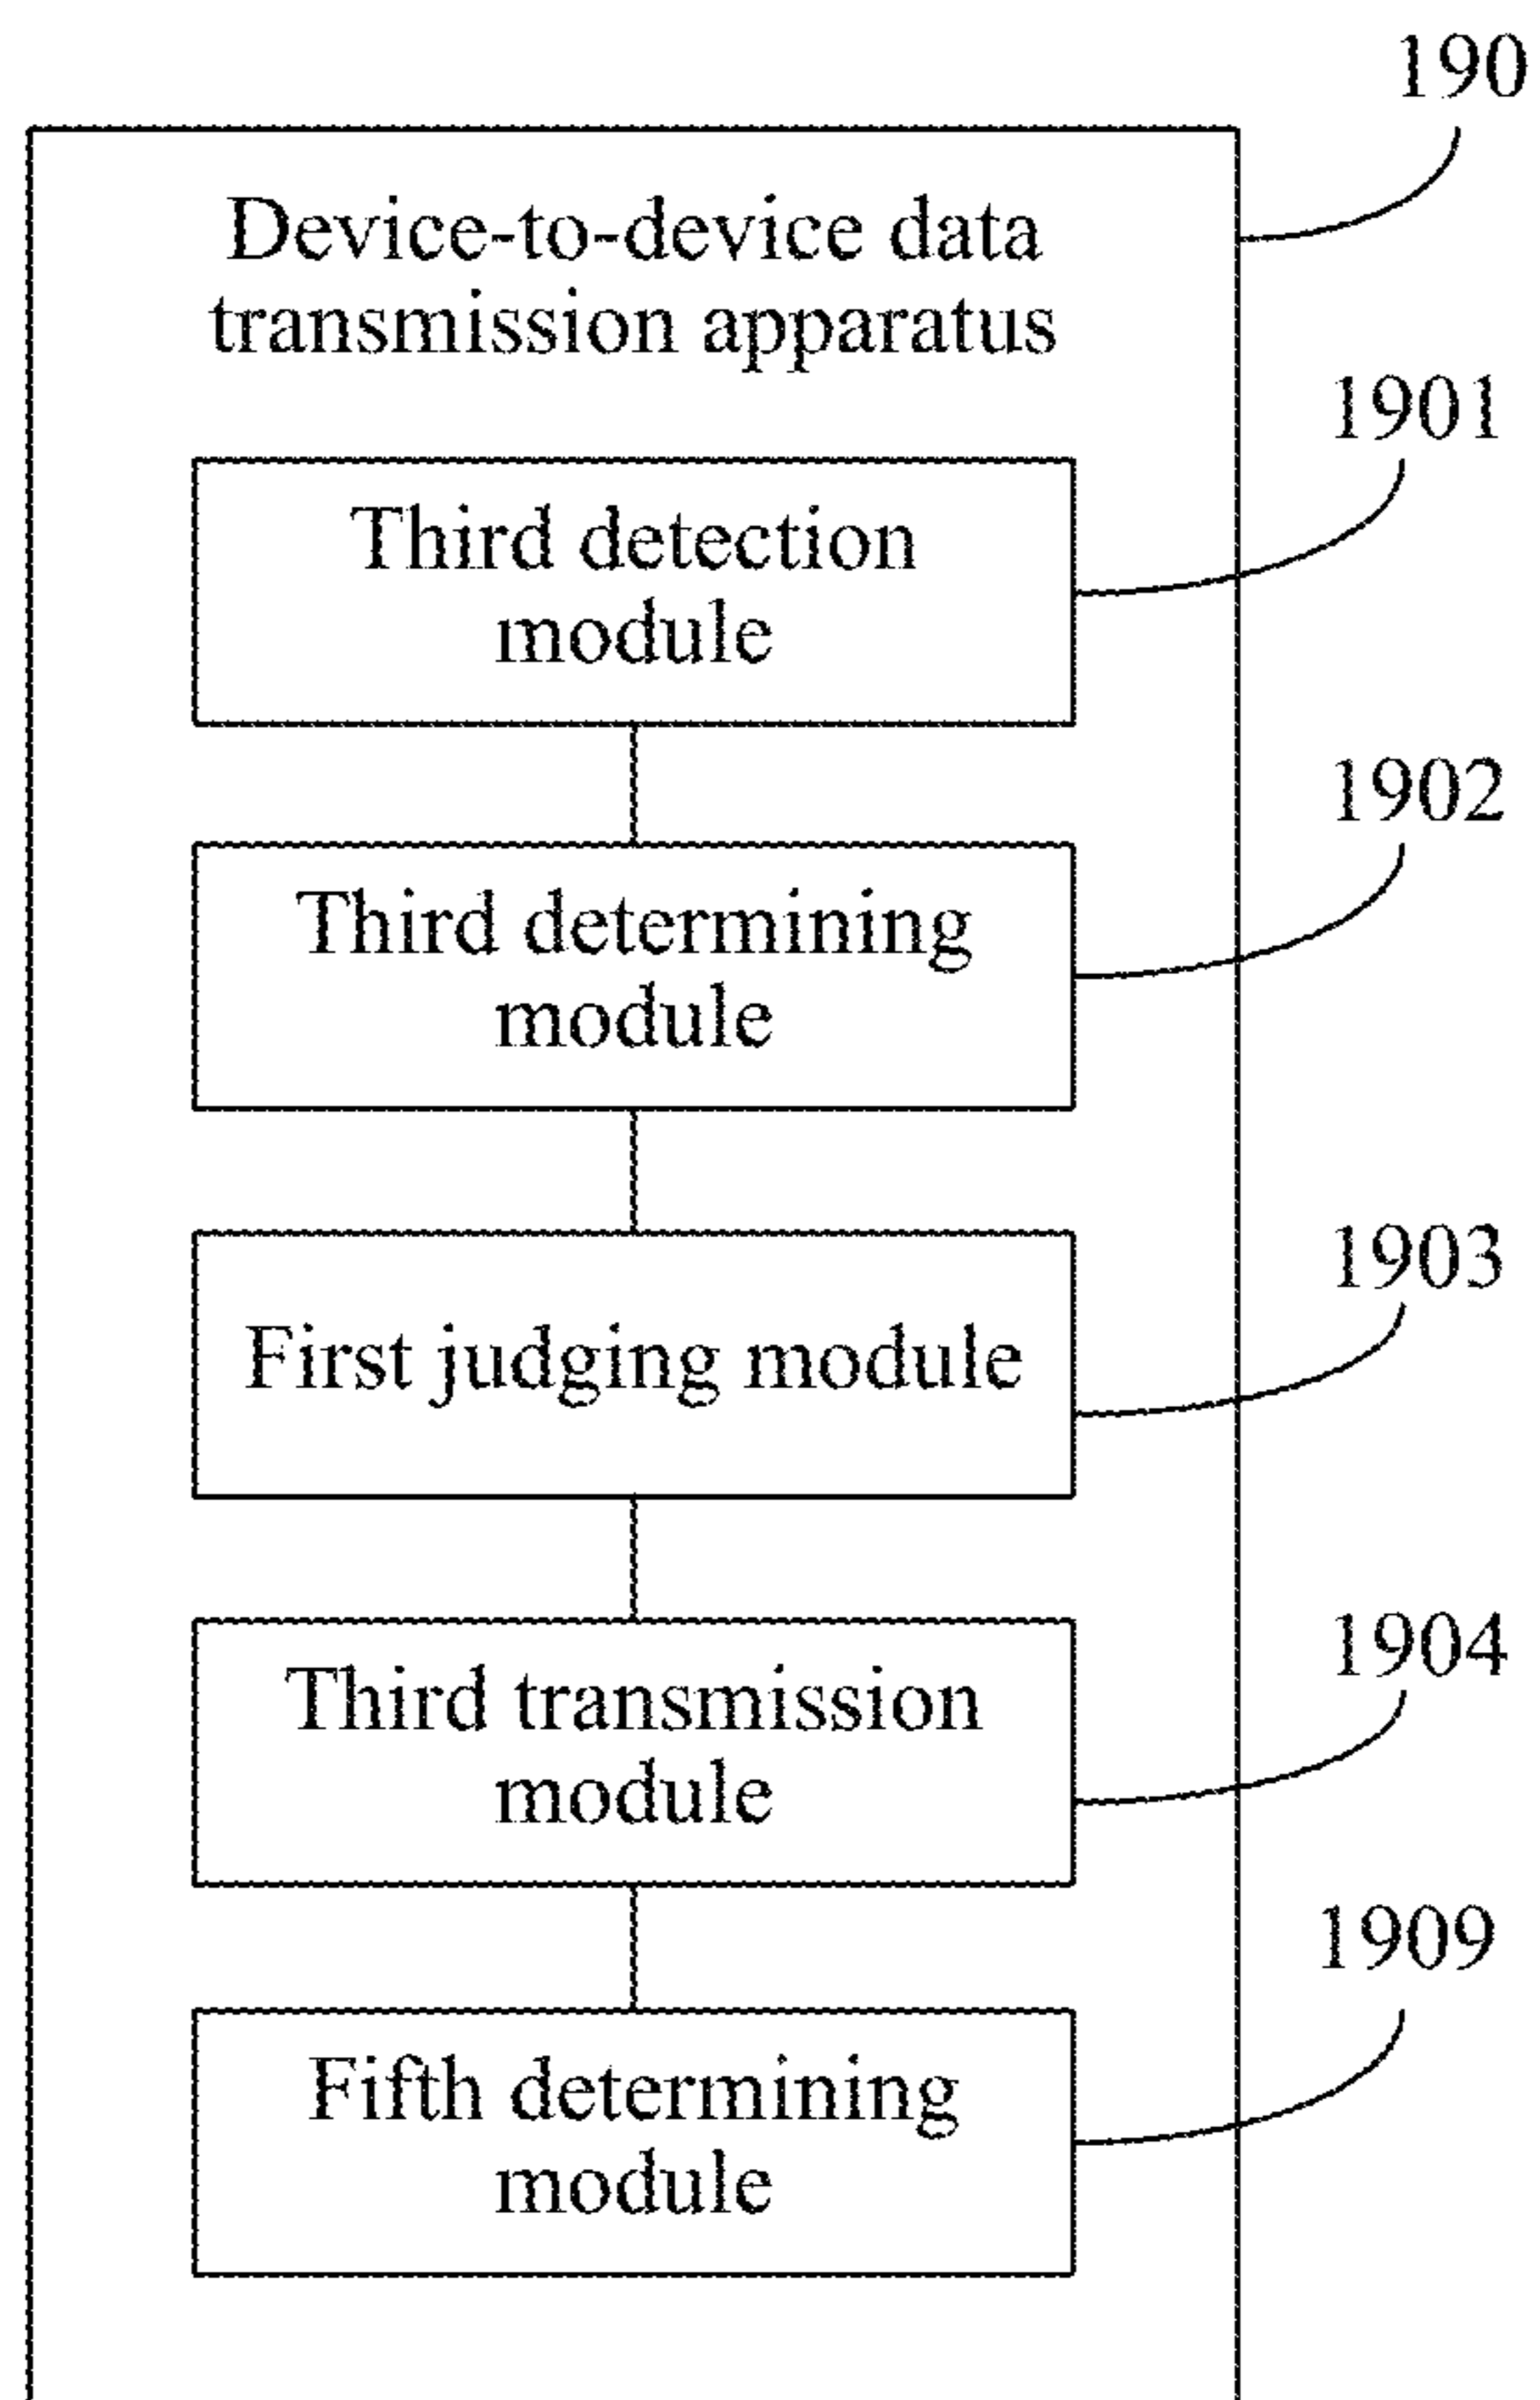 190
Device-to-device data
transmission apparatus
1901
Third detection
module
1902
Third determining
module
1903
First judging module
1904
Third transmission
module
1909
Fifth determining
module